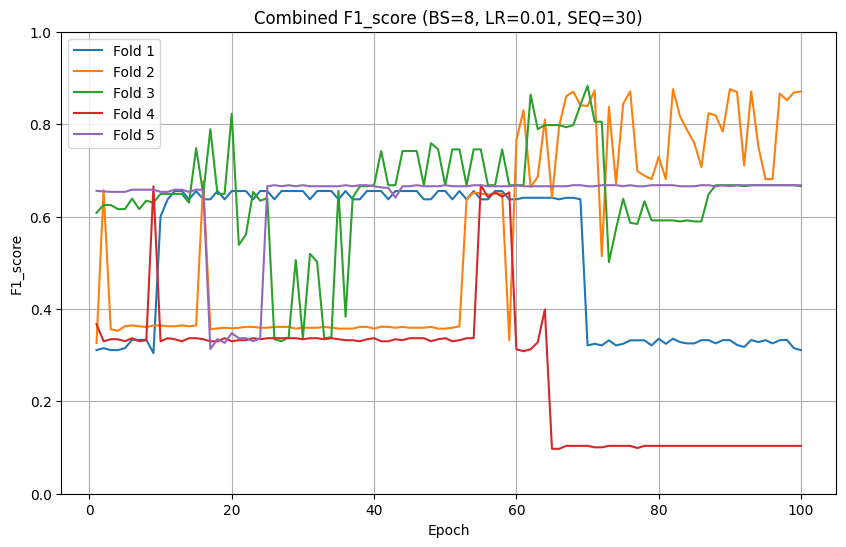 Combined F1_score (BS=8, LR=0.01, SEQ=30)
Fold 1
Fold 2
Fold 3
Fold 4
Fold 5
1.0
0.8
0.6
0.4
0.2
0.0
F1_score
0 20 40 60 80 100
Epoch